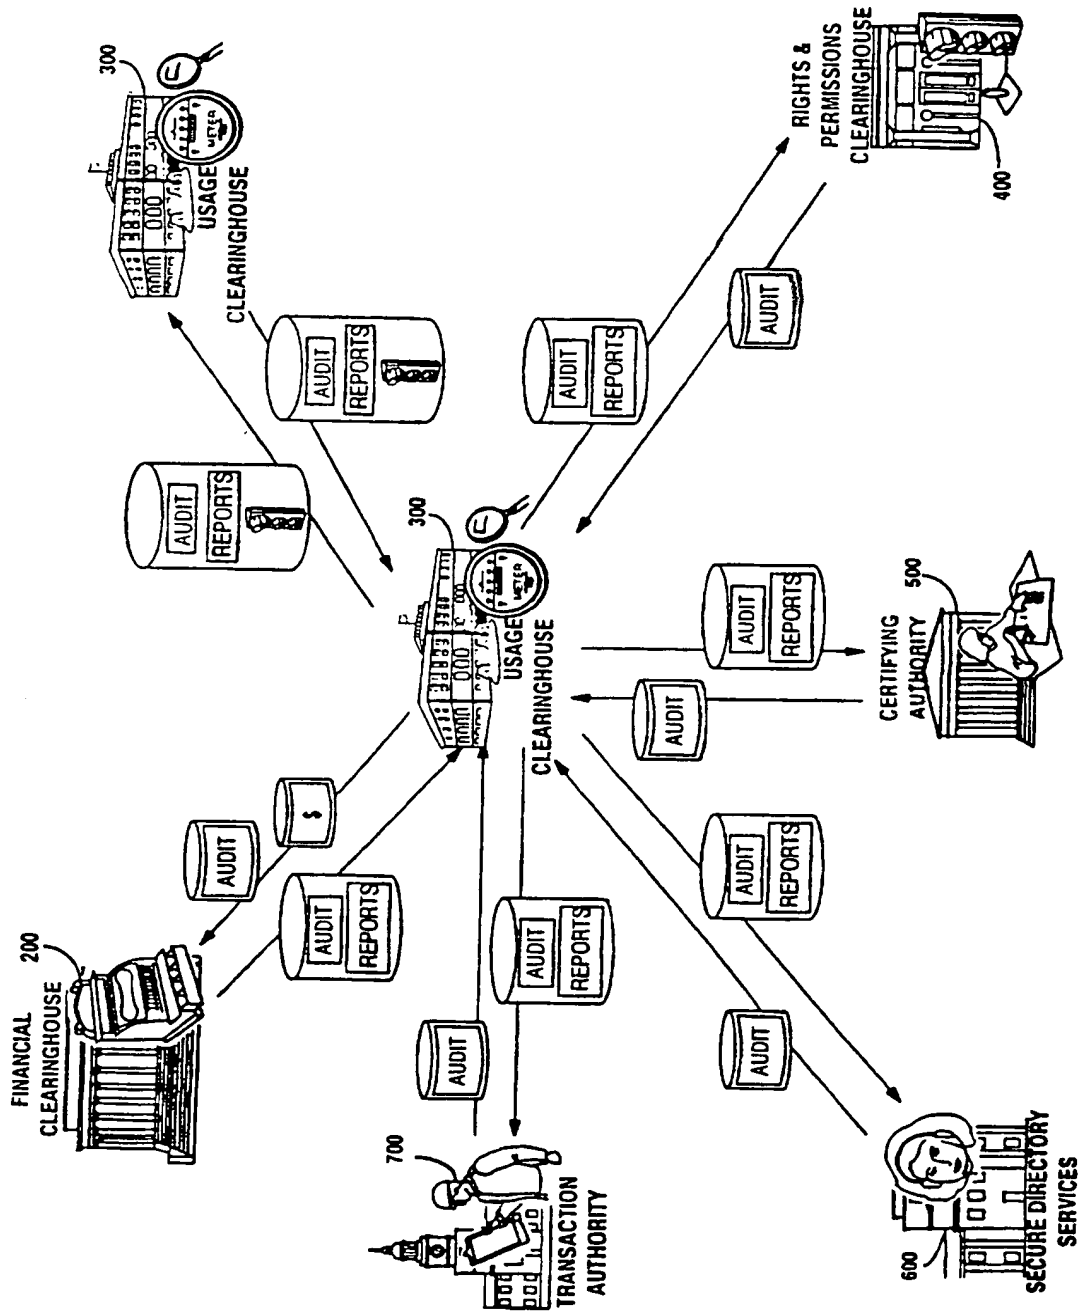 FINANCIAL
CLEARINGHOUSE
200
AUDIT
$
AUDIT
REPORTS
AUDIT
REPORTS
AUDIT
REPORTS
300
METER
USAGE
CLEARINGHOUSE
700
TRANSACTION
AUTHORITY
AUDIT
AUDIT
REPORTS
300
METER
USAGE
CLEARINGHOUSE
AUDIT
REPORTS
AUDIT
RIGHTS &
PERMISSIONS
CLEARINGHOUSE
400
600
SECURE DIRECTORY
SERVICES
AUDIT
AUDIT
REPORTS
AUDIT
AUDIT
REPORTS
CERTIFYING
AUTHORITY
500